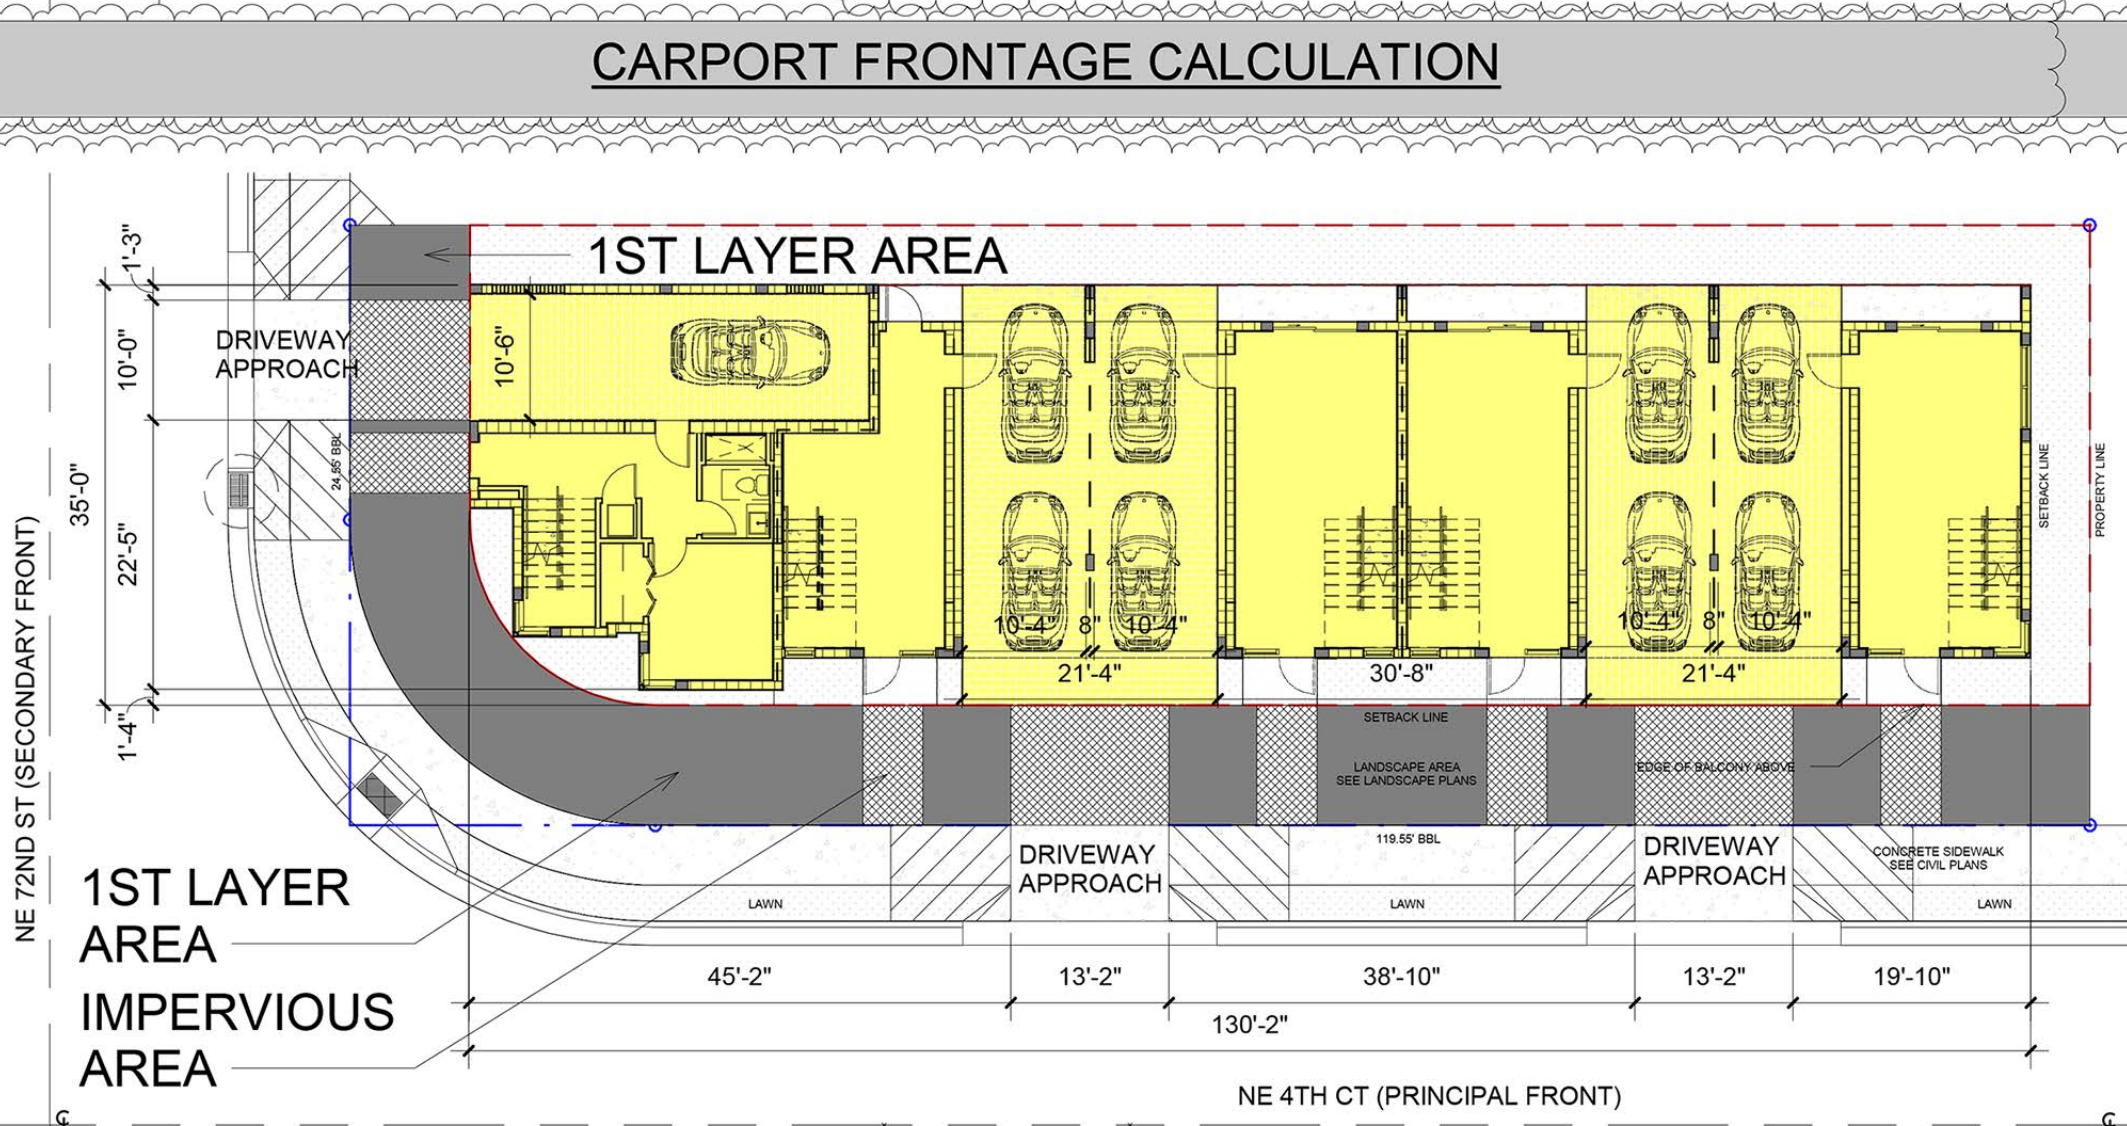 CARPORT FRONTAGE CALCULATION
1ST LAYER AREA
1'-3"
DRIVEWAY
APPROACH
10'-0"
10'-6"
24.55' BBL
35'-0"
22'-5"
1'-4"
NE 72ND ST (SECONDARY FRONT)
10'-4"
8"
10'-4"
21'-4"
30'-8"
10'-4"
8"
10'-4"
21'-4"
SETBACK LINE
PROPERTY LINE
SETBACK LINE
LANDSCAPE AREA
SEE LANDSCAPE PLANS
EDGE OF BALCONY ABOVE
119.55' BBL
DRIVEWAY
APPROACH
DRIVEWAY
APPROACH
CONCRETE SIDEWALK
SEE CIVIL PLANS
LAWN
LAWN
LAWN
1ST LAYER
AREA
IMPERVIOUS
AREA
45'-2"
13'-2"
38'-10"
13'-2"
19'-10"
130'-2"
NE 4TH CT (PRINCIPAL FRONT)